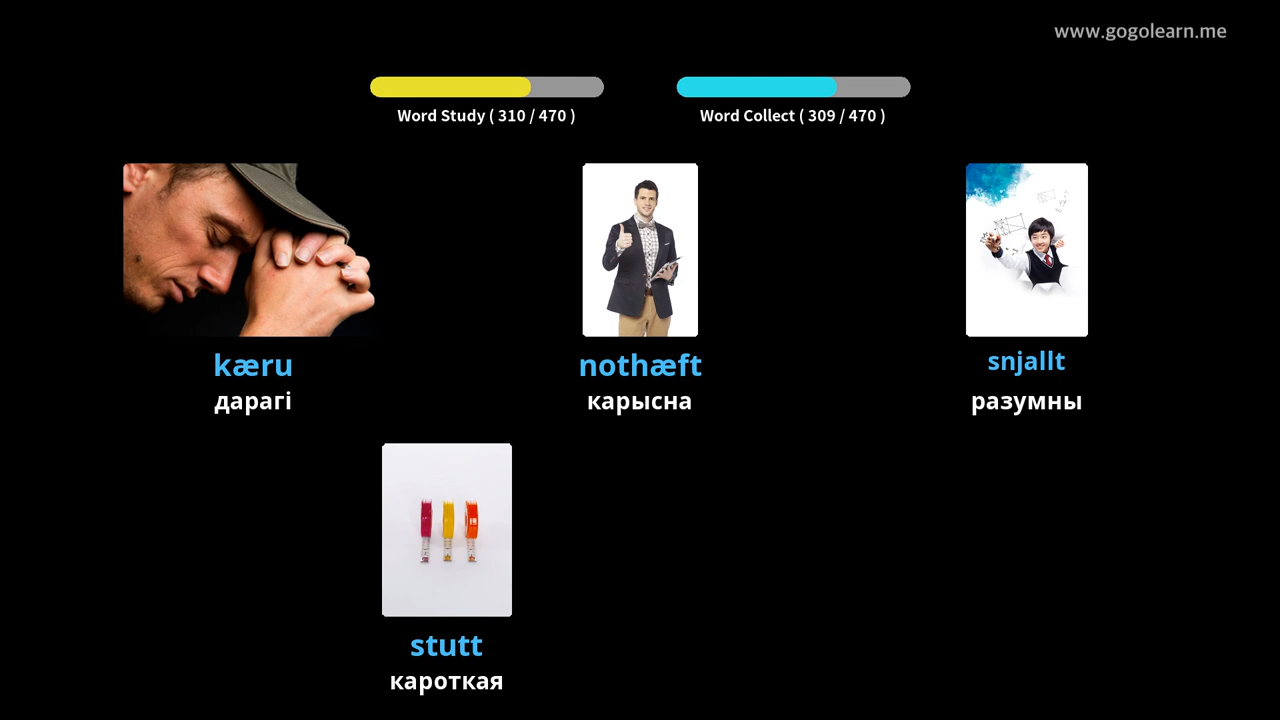 www.gogolearn.me
Word Study ( 310 / 470 )
Word Collect ( 309 / 470 )
kæru
дарагі
nothæft
карысна
snjallt
разумны
stutt
кароткая